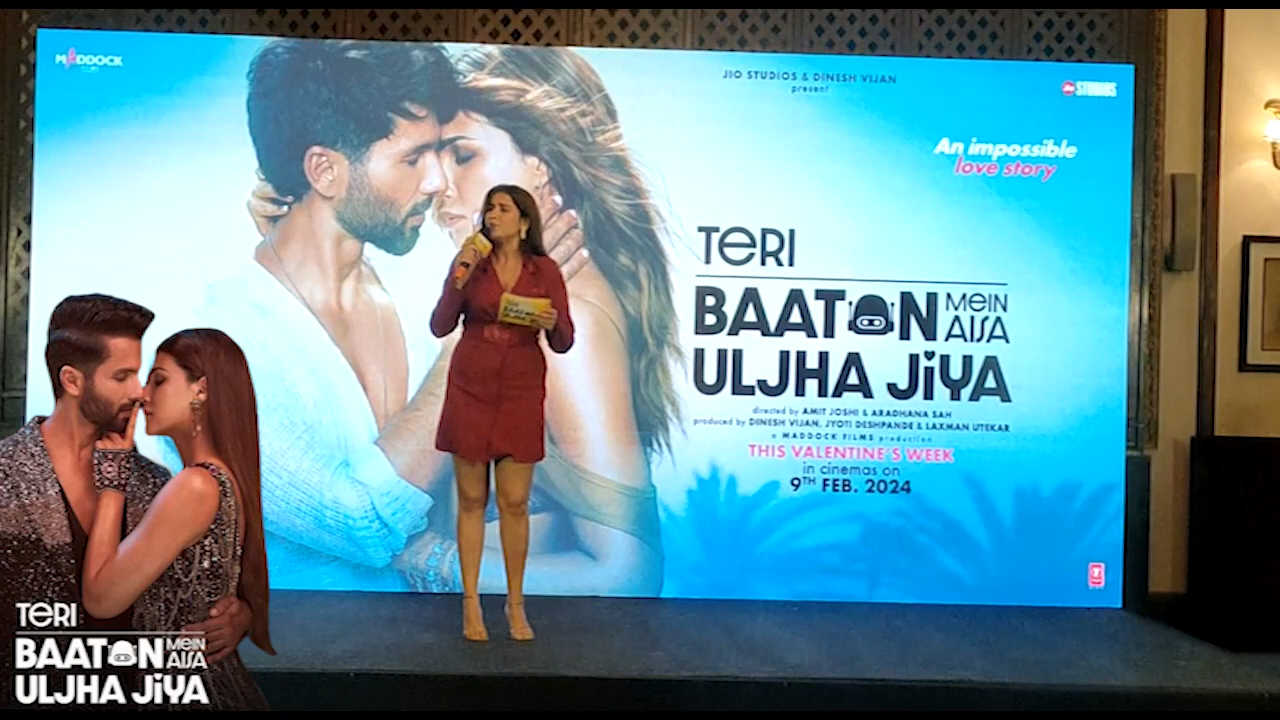 MADDOCK
FILMS
JIO STUDIOS & DINESH VIJAN
present
Jio STUDIOS
An impossible
love story
TERI
BAATON MEIN AISA
ULJHA JIYA
directed by AMIT JOSHI & ARADHANA SAH
produced by DINESH VIJAN, JYOTI DESHPANDE & LAXMAN UTEKAR
a MADDOCK FILMS production
THIS VALENTINE'S WEEK
in cinemas on
9TH FEB. 2024
TERI
BAATON MEIN AISA
ULJHA JIYA